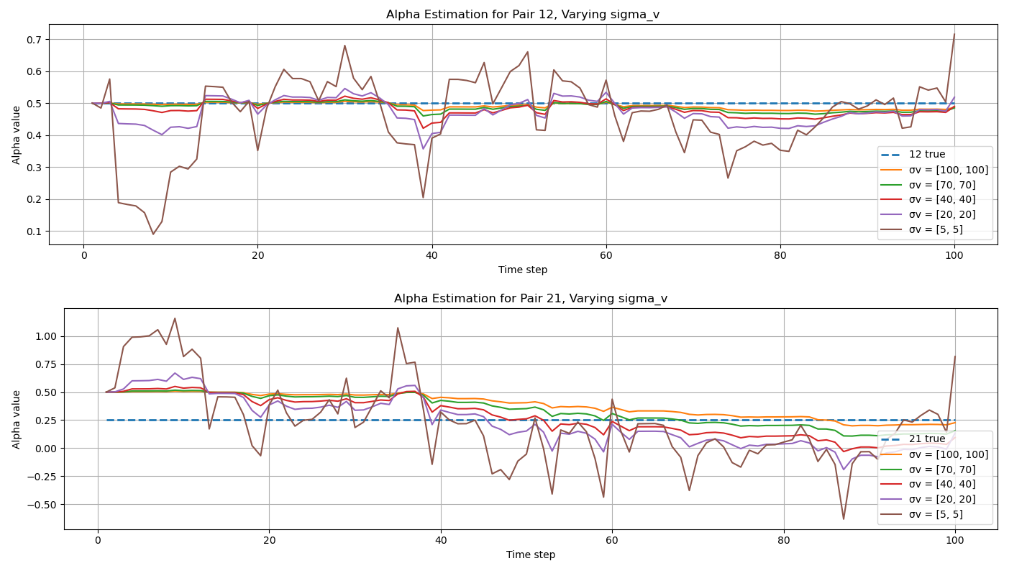 Alpha Estimation for Pair 12, Varying sigma_v
Alpha value
0.7
0.6
0.5
0.4
0.3
0.2
0.1
0
20
40
60
80
100
Time step
12 true
σv = [100, 100]
σv = [70, 70]
σv = [40, 40]
σv = [20, 20]
σv = [5, 5]
Alpha Estimation for Pair 21, Varying sigma_v
Alpha value
1.00
0.75
0.50
0.25
0.00
−0.25
−0.50
0
20
40
60
80
100
Time step
21 true
σv = [100, 100]
σv = [70, 70]
σv = [40, 40]
σv = [20, 20]
σv = [5, 5]